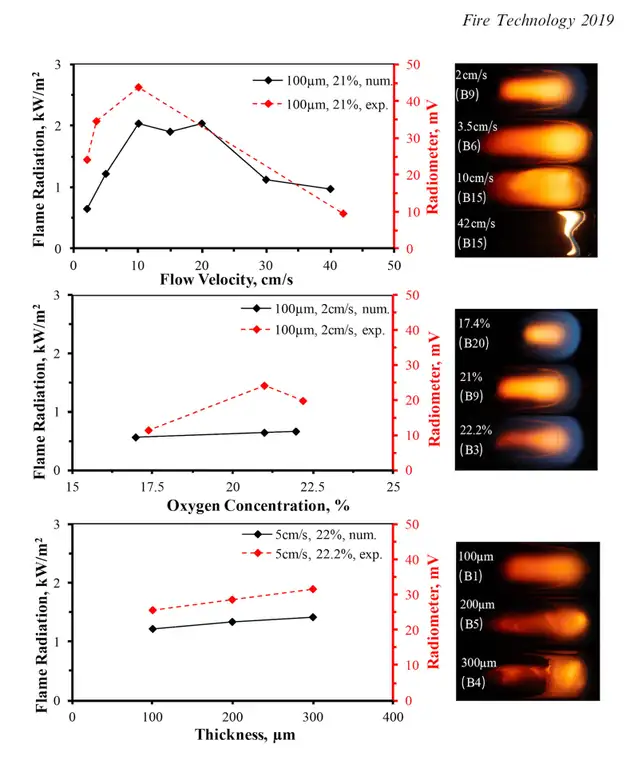 Fire Technology 2019
3
2
1
0
Flame Radiation, kW/m²
100µm, 21%, num.
100µm, 21%, exp.
50
40
30
20
10
0
Radiometer, mV
0 10 20 30 40 50
Flow Velocity, cm/s
2cm/s
(B9)
3.5cm/s
(B6)
10cm/s
(B15)
42cm/s
(B15)
3
2
1
0
Flame Radiation, kW/m²
100µm, 2cm/s, num.
100µm, 2cm/s, exp.
50
40
30
20
10
0
Radiometer, mV
15 17.5 20 22.5 25
Oxygen Concentration, %
17.4%
(B20)
21%
(B9)
22.2%
(B3)
3
2
1
0
Flame Radiation, kW/m²
5cm/s, 22%, num.
5cm/s, 22.2%, exp.
50
40
30
20
10
0
Radiometer, mV
0 100 200 300 400
Thickness, µm
100µm
(B1)
200µm
(B5)
300µm
(B4)